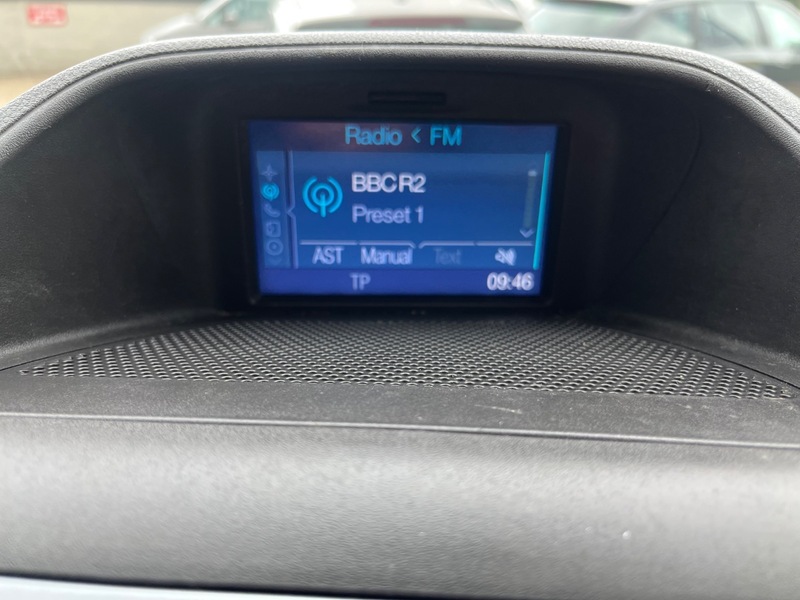 Radio < FM
BBC R2
Preset 1
AST Manual Text
TP 09:46